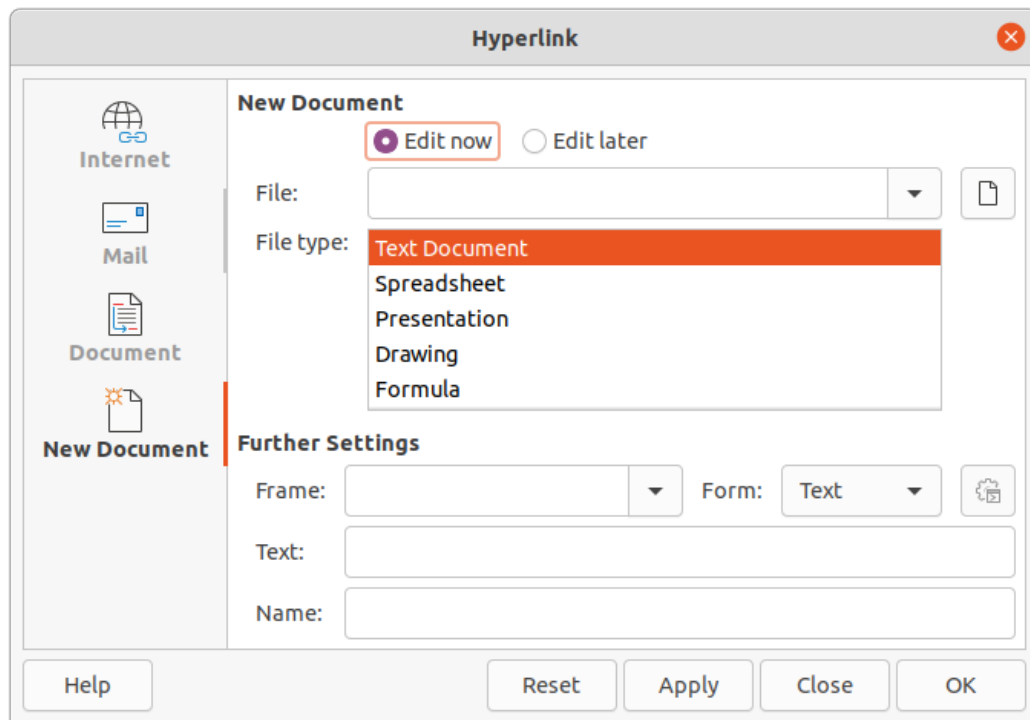 Hyperlink
Internet
Mail
Document
New Document
New Document
Edit now Edit later
File:
File type:
Text Document
Spreadsheet
Presentation
Drawing
Formula
Further Settings
Frame: Form: Text
Text:
Name:
Help Reset Apply Close OK